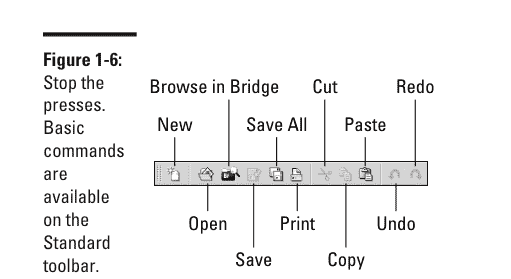 Figure 1-6:
Stop the
presses.
Basic
commands
are
available
on the
Standard
toolbar.
Browse in Bridge Cut Redo
New Save All Paste
Open Print Undo
Save Copy